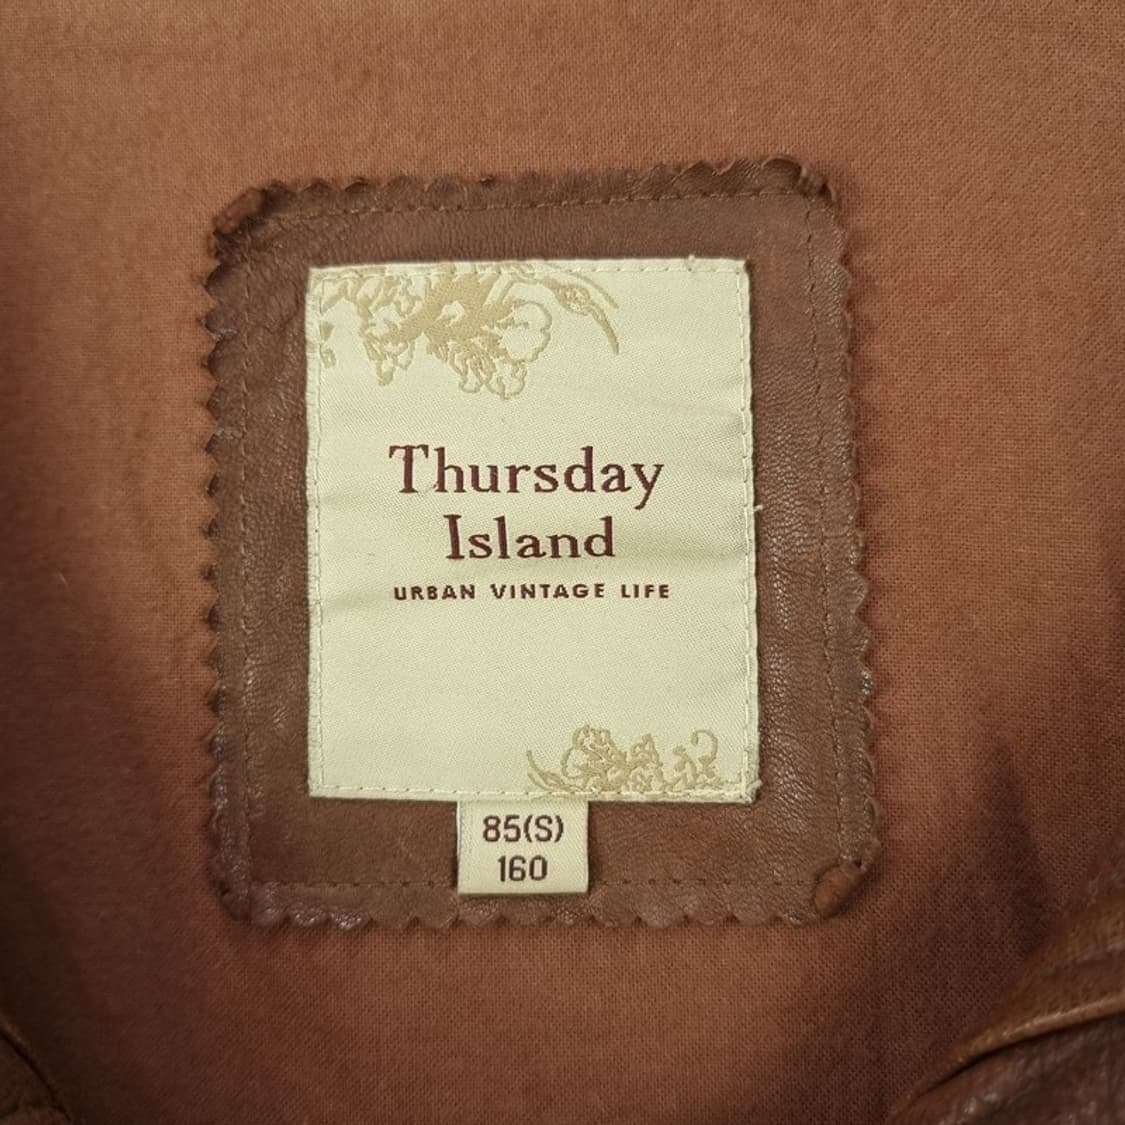 Thursday
Island
URBAN VINTAGE LIFE
85(S)
160